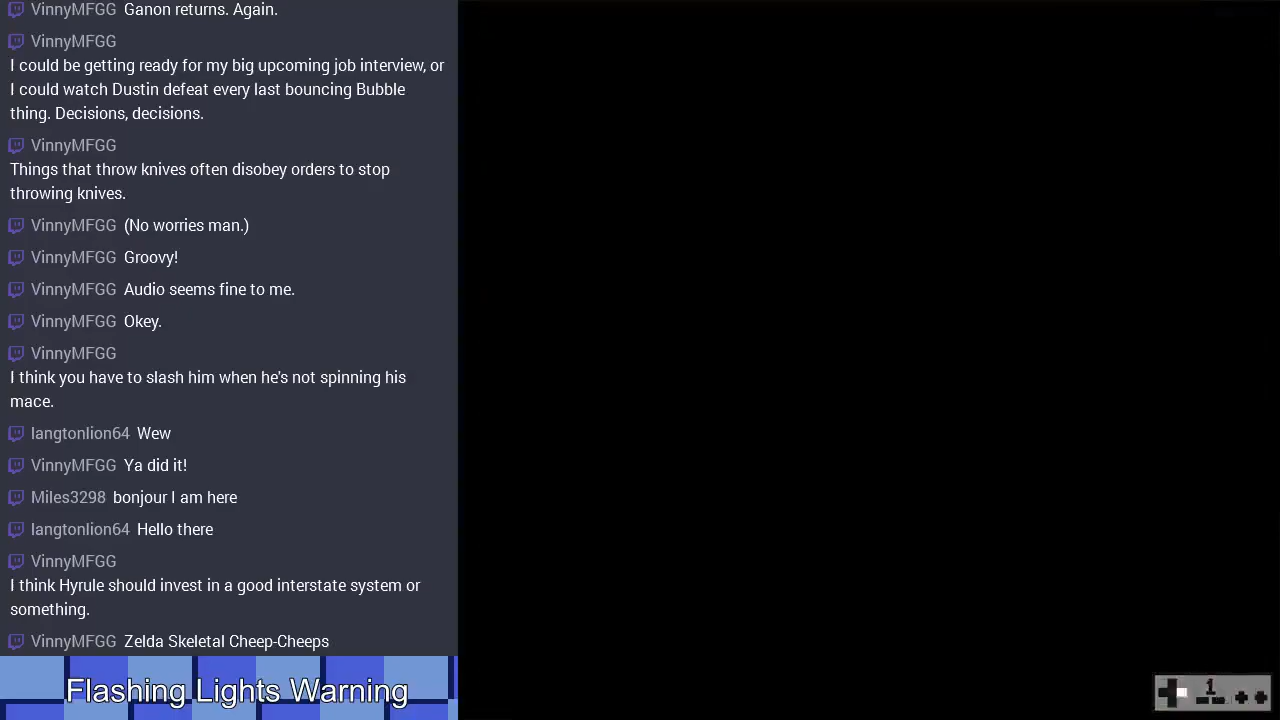 VinnyMFGG Ganon returns. Again.
VinnyMFGG
I could be getting ready for my big upcoming job interview, or
I could watch Dustin defeat every last bouncing Bubble
thing. Decisions, decisions.
VinnyMFGG
Things that throw knives often disobey orders to stop
throwing knives.
VinnyMFGG (No worries man.)
VinnyMFGG Groovy!
VinnyMFGG Audio seems fine to me.
VinnyMFGG Okey.
VinnyMFGG
I think you have to slash him when he's not spinning his
mace.
langtonlion64 Wew
VinnyMFGG Ya did it!
Miles3298 bonjour I am here
langtonlion64 Hello there
VinnyMFGG
I think Hyrule should invest in a good interstate system or
something.
VinnyMFGG Zelda Skeletal Cheep-Cheeps
Flashing Lights Warning
1